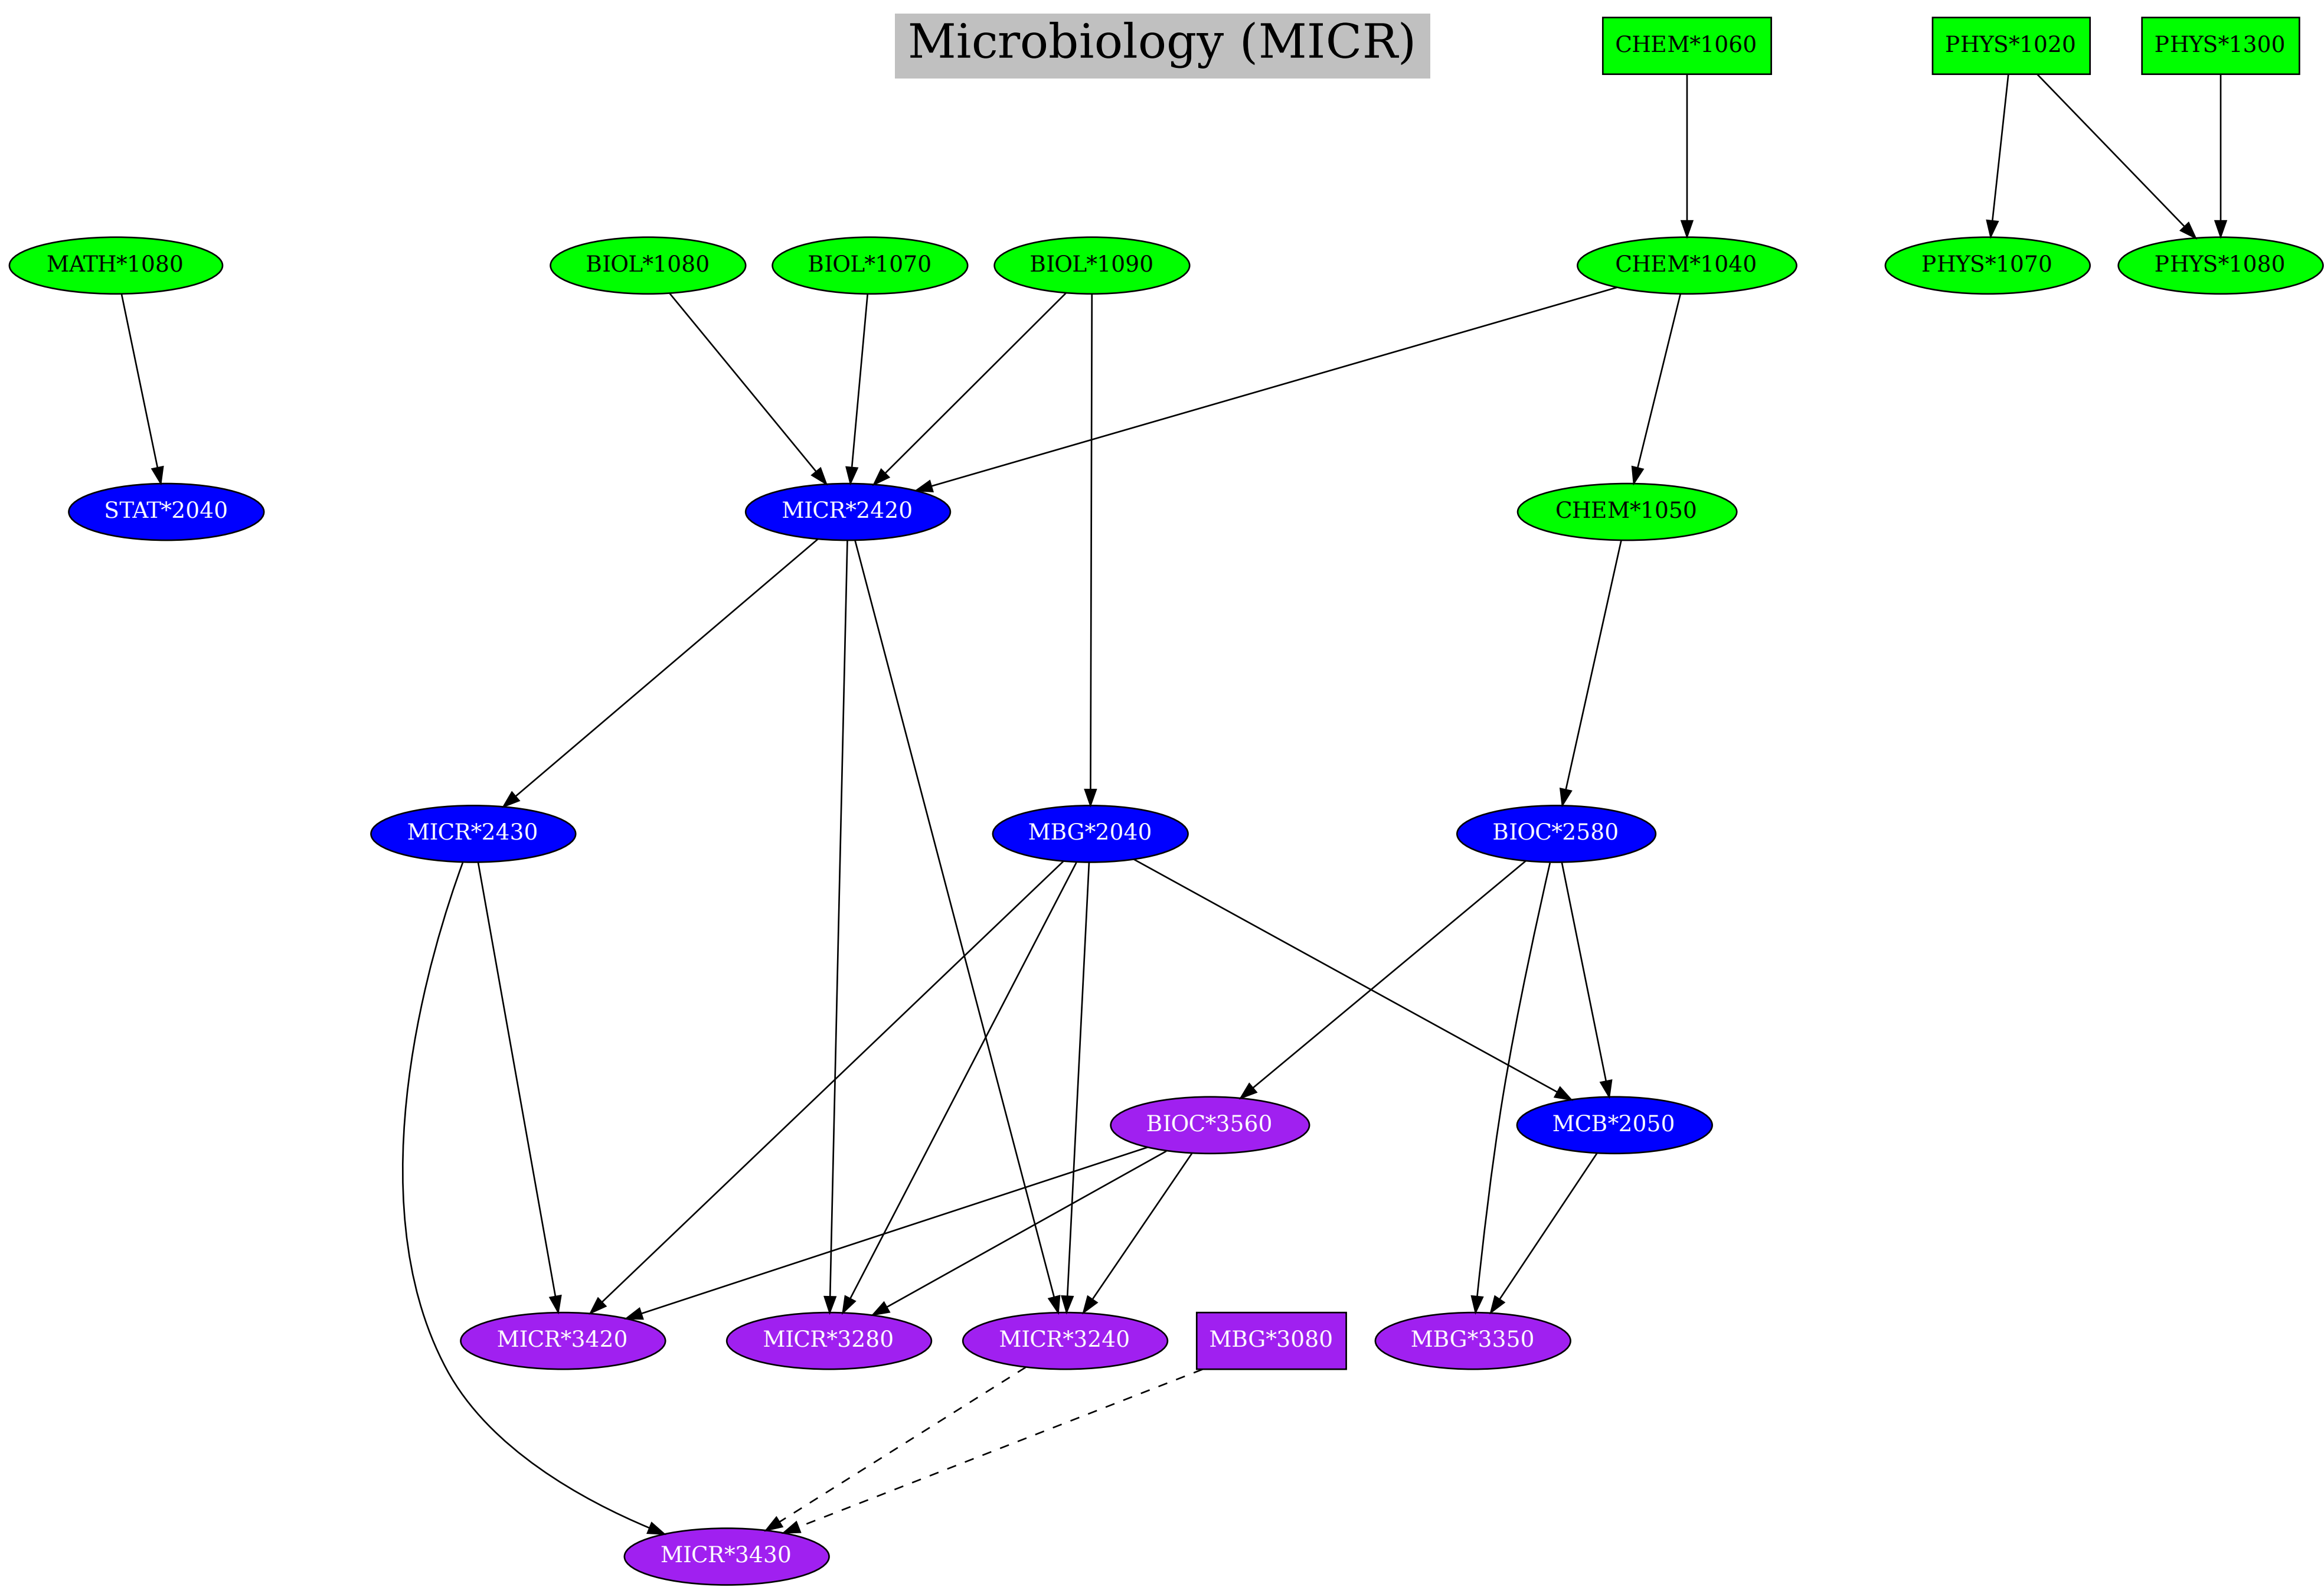 Microbiology (MICR)
CHEM*1060
PHYS*1020
PHYS*1300
MATH*1080
BIOL*1080
BIOL*1070
BIOL*1090
CHEM*1040
PHYS*1070
PHYS*1080
STAT*2040
MICR*2420
CHEM*1050
MICR*2430
MBG*2040
BIOC*2580
BIOC*3560
MCB*2050
MICR*3420
MICR*3280
MICR*3240
MBG*3080
MBG*3350
MICR*3430